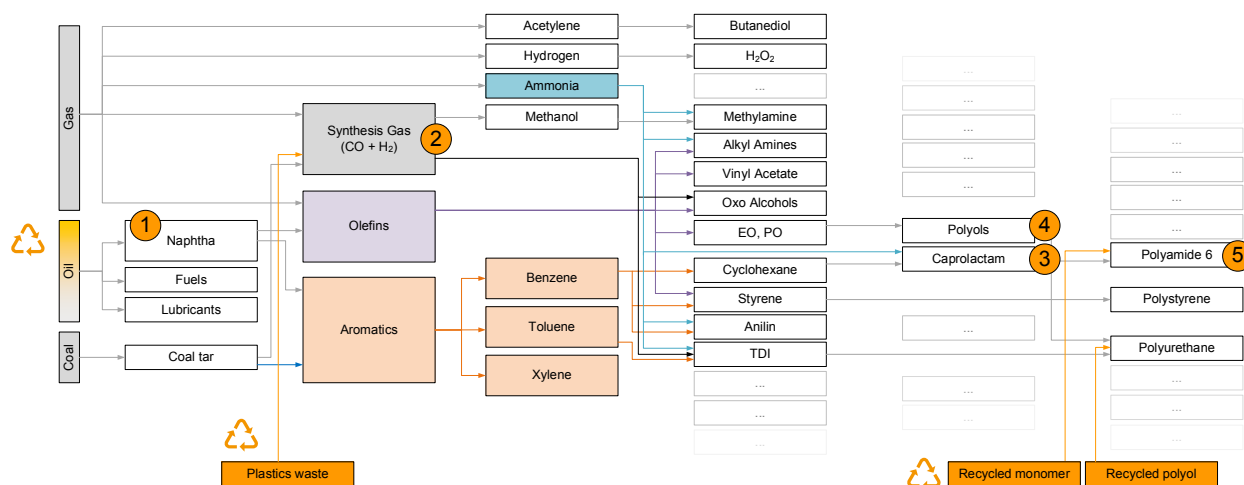 Gas
Oil
Coal
1
Naphtha
Fuels
Lubricants
Coal tar
Synthesis Gas
(CO + H₂)
2
Olefins
Aromatics
Acetylene
Hydrogen
Ammonia
Methanol
Benzene
Toluene
Xylene
Butanediol
H₂O₂
...
Methylamine
Alkyl Amines
Vinyl Acetate
Oxo Alcohols
EO, PO
Cyclohexane
Styrene
Anilin
TDI
...
...
...
...
...
...
...
...
Polyols
4
Caprolactam
3
...
...
...
...
...
...
...
...
Polyamide 6
5
Polystyrene
Polyurethane
...
...
...
Plastics waste
Recycled monomer
Recycled polyol